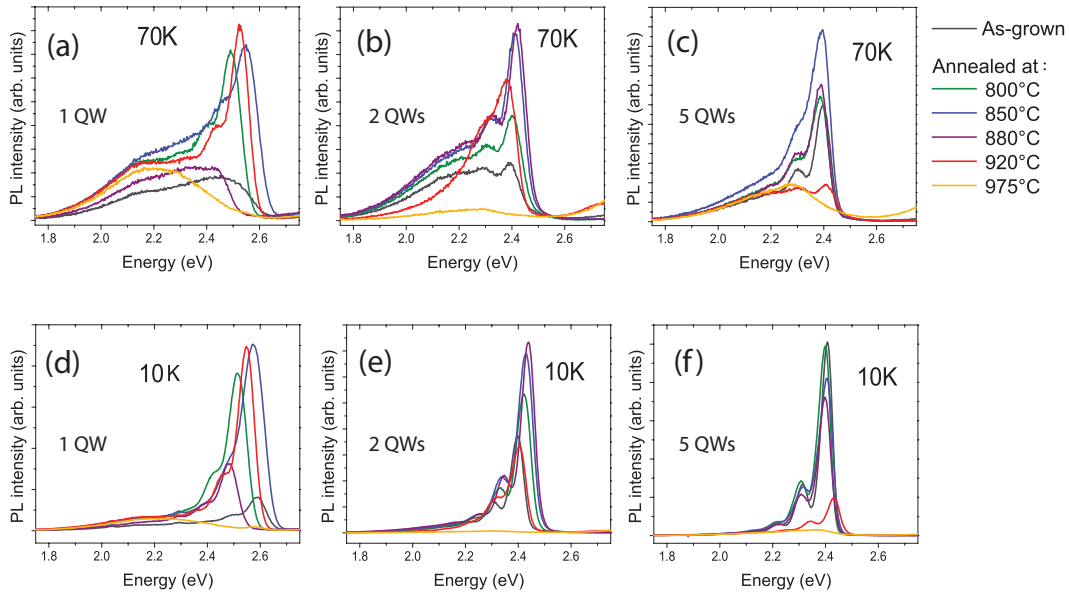 (a)
70K
1 QW
PL intensity (arb. units)
1.8 2.0 2.2 2.4 2.6
Energy (eV)
(b)
70K
2 QWs
PL intensity (arb. units)
1.8 2.0 2.2 2.4 2.6
Energy (eV)
(c)
70K
5 QWs
PL intensity (arb. units)
1.8 2.0 2.2 2.4 2.6
Energy (eV)
As-grown
Annealed at :
800°C
850°C
880°C
920°C
975°C
(d)
10K
1 QW
PL intensity (arb. units)
1.8 2.0 2.2 2.4 2.6
Energy (eV)
(e)
10K
2 QWs
PL intensity (arb. units)
1.8 2.0 2.2 2.4 2.6
Energy (eV)
(f)
10K
5 QWs
PL intensity (arb. units)
1.8 2.0 2.2 2.4 2.6
Energy (eV)